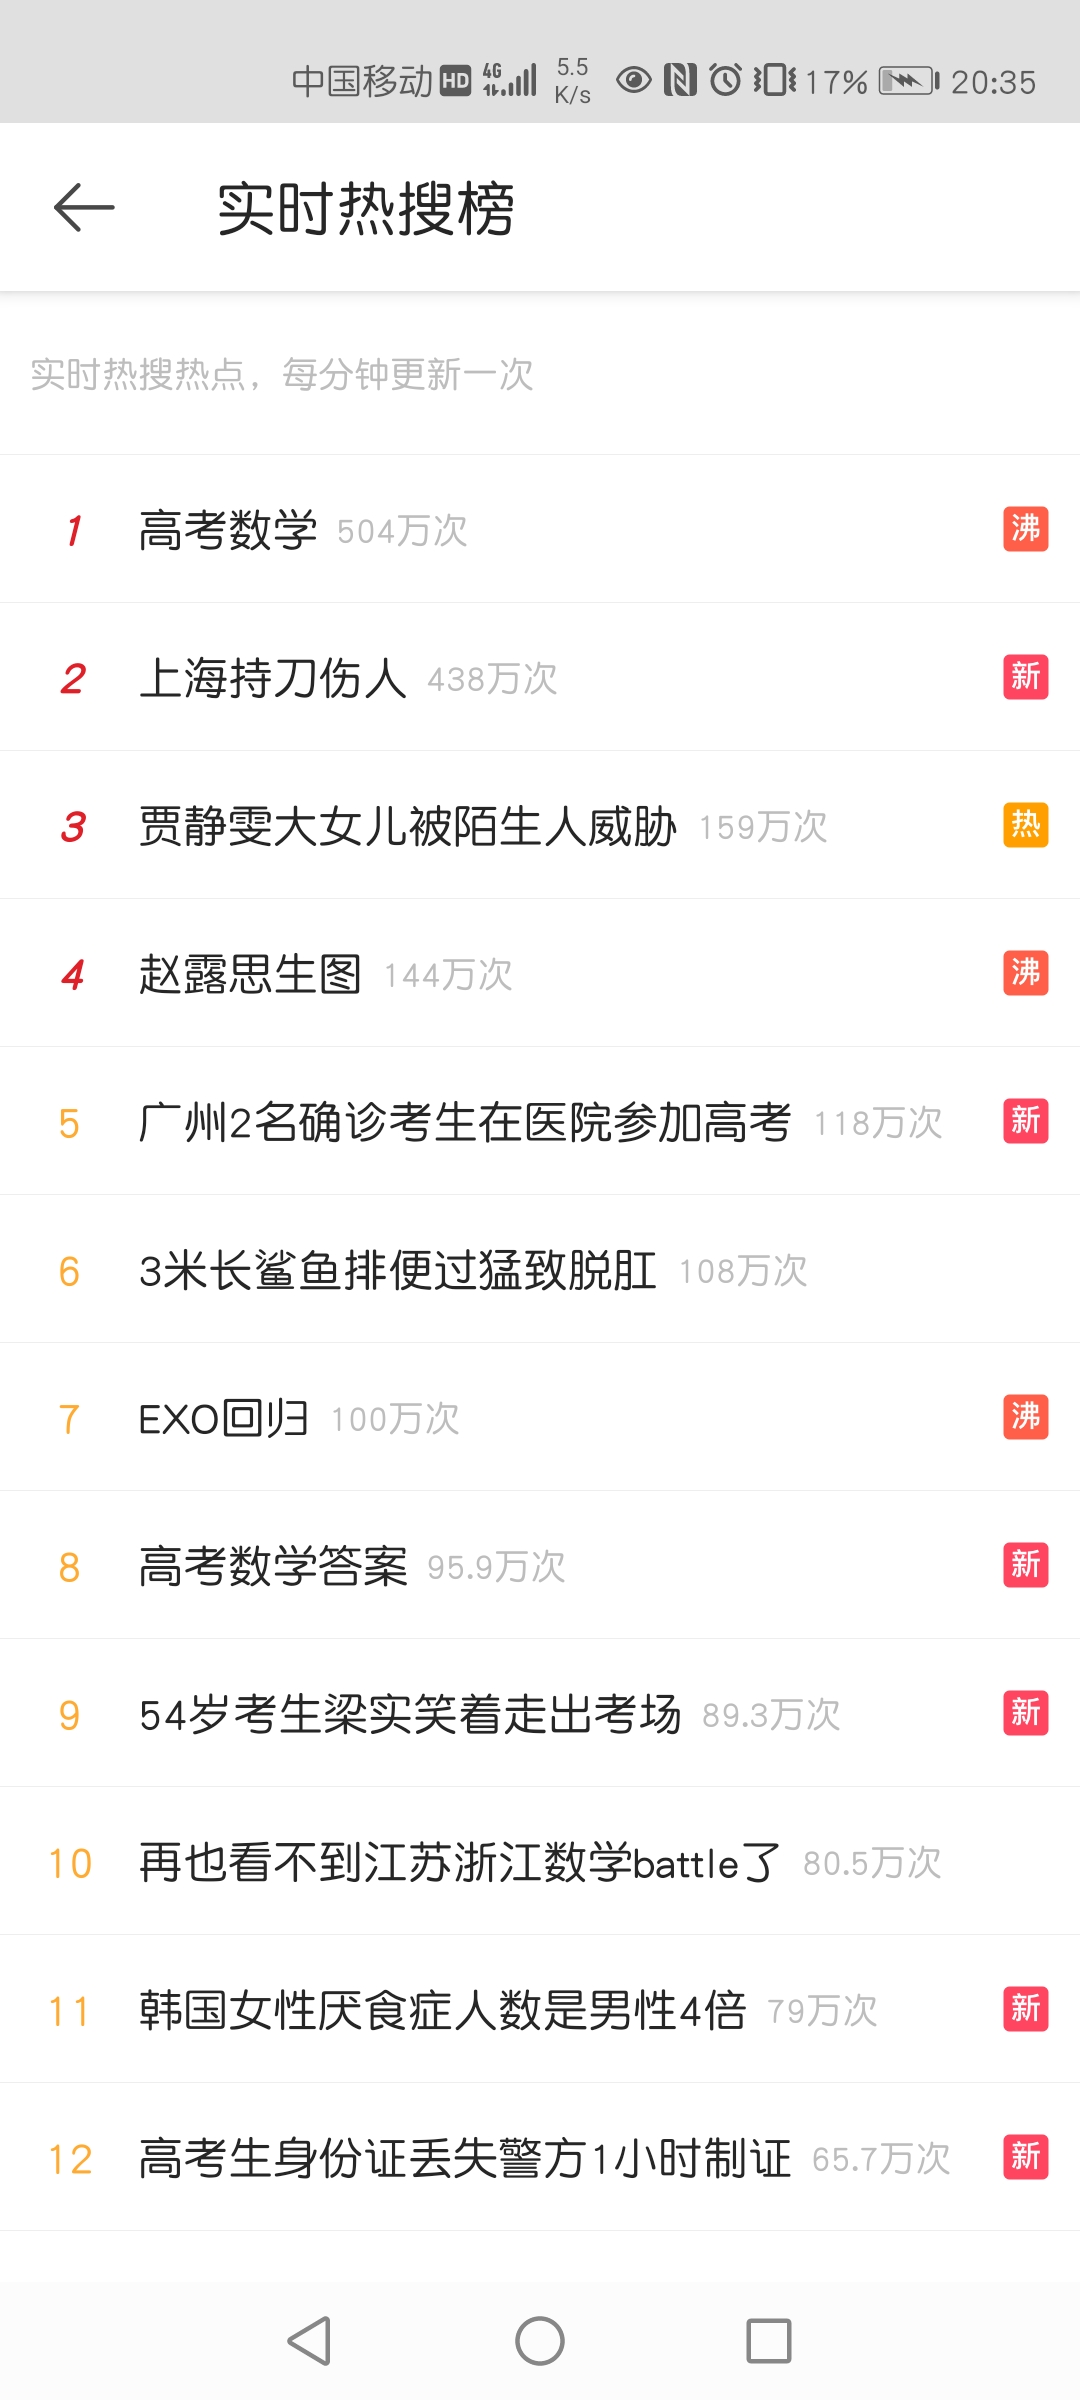 中国移动 HD 4G 5.5 K/s 17% 20:35
实时热搜榜
实时热搜热点，每分钟更新一次
1 高考数学 504万次 沸
2 上海持刀伤人 438万次 新
3 贾静雯大女儿被陌生人威胁 159万次 热
4 赵露思生图 144万次 沸
5 广州2名确诊考生在医院参加高考 118万次 新
6 3米长鲨鱼排便过猛致脱肛 108万次
7 EXO回归 100万次 沸
8 高考数学答案 95.9万次 新
9 54岁考生梁实笑着走出考场 89.3万次 新
10 再也看不到江苏浙江数学battle了 80.5万次
11 韩国女性厌食症人数是男性4倍 79万次 新
12 高考生身份证丢失警方1小时制证 65.7万次 新